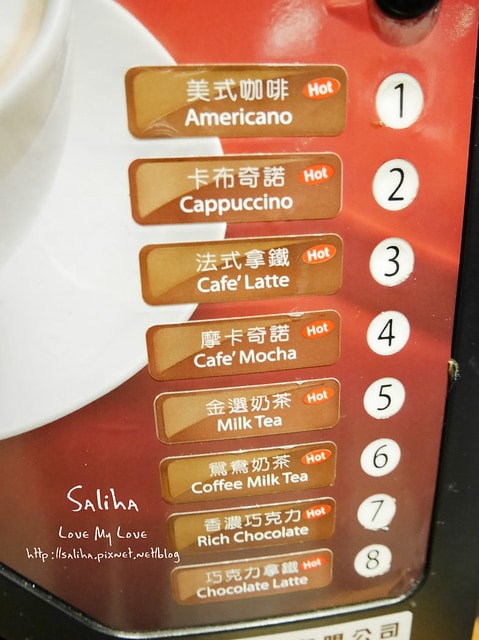 美式咖啡 Hot
Americano
1
卡布奇諾 Hot
Cappuccino
2
法式拿鐵 Hot
Cafe' Latte
3
摩卡奇諾 Hot
Cafe' Mocha
4
金選奶茶 Hot
Milk Tea
5
鴛鴦奶茶 Hot
Coffee Milk Tea
6
香濃巧克力 Hot
Rich Chocolate
7
巧克力拿鐵 Hot
Chocolate Latte
8
Saliha
Love My Love
http://saliha.pixnet.net/blog
限公司